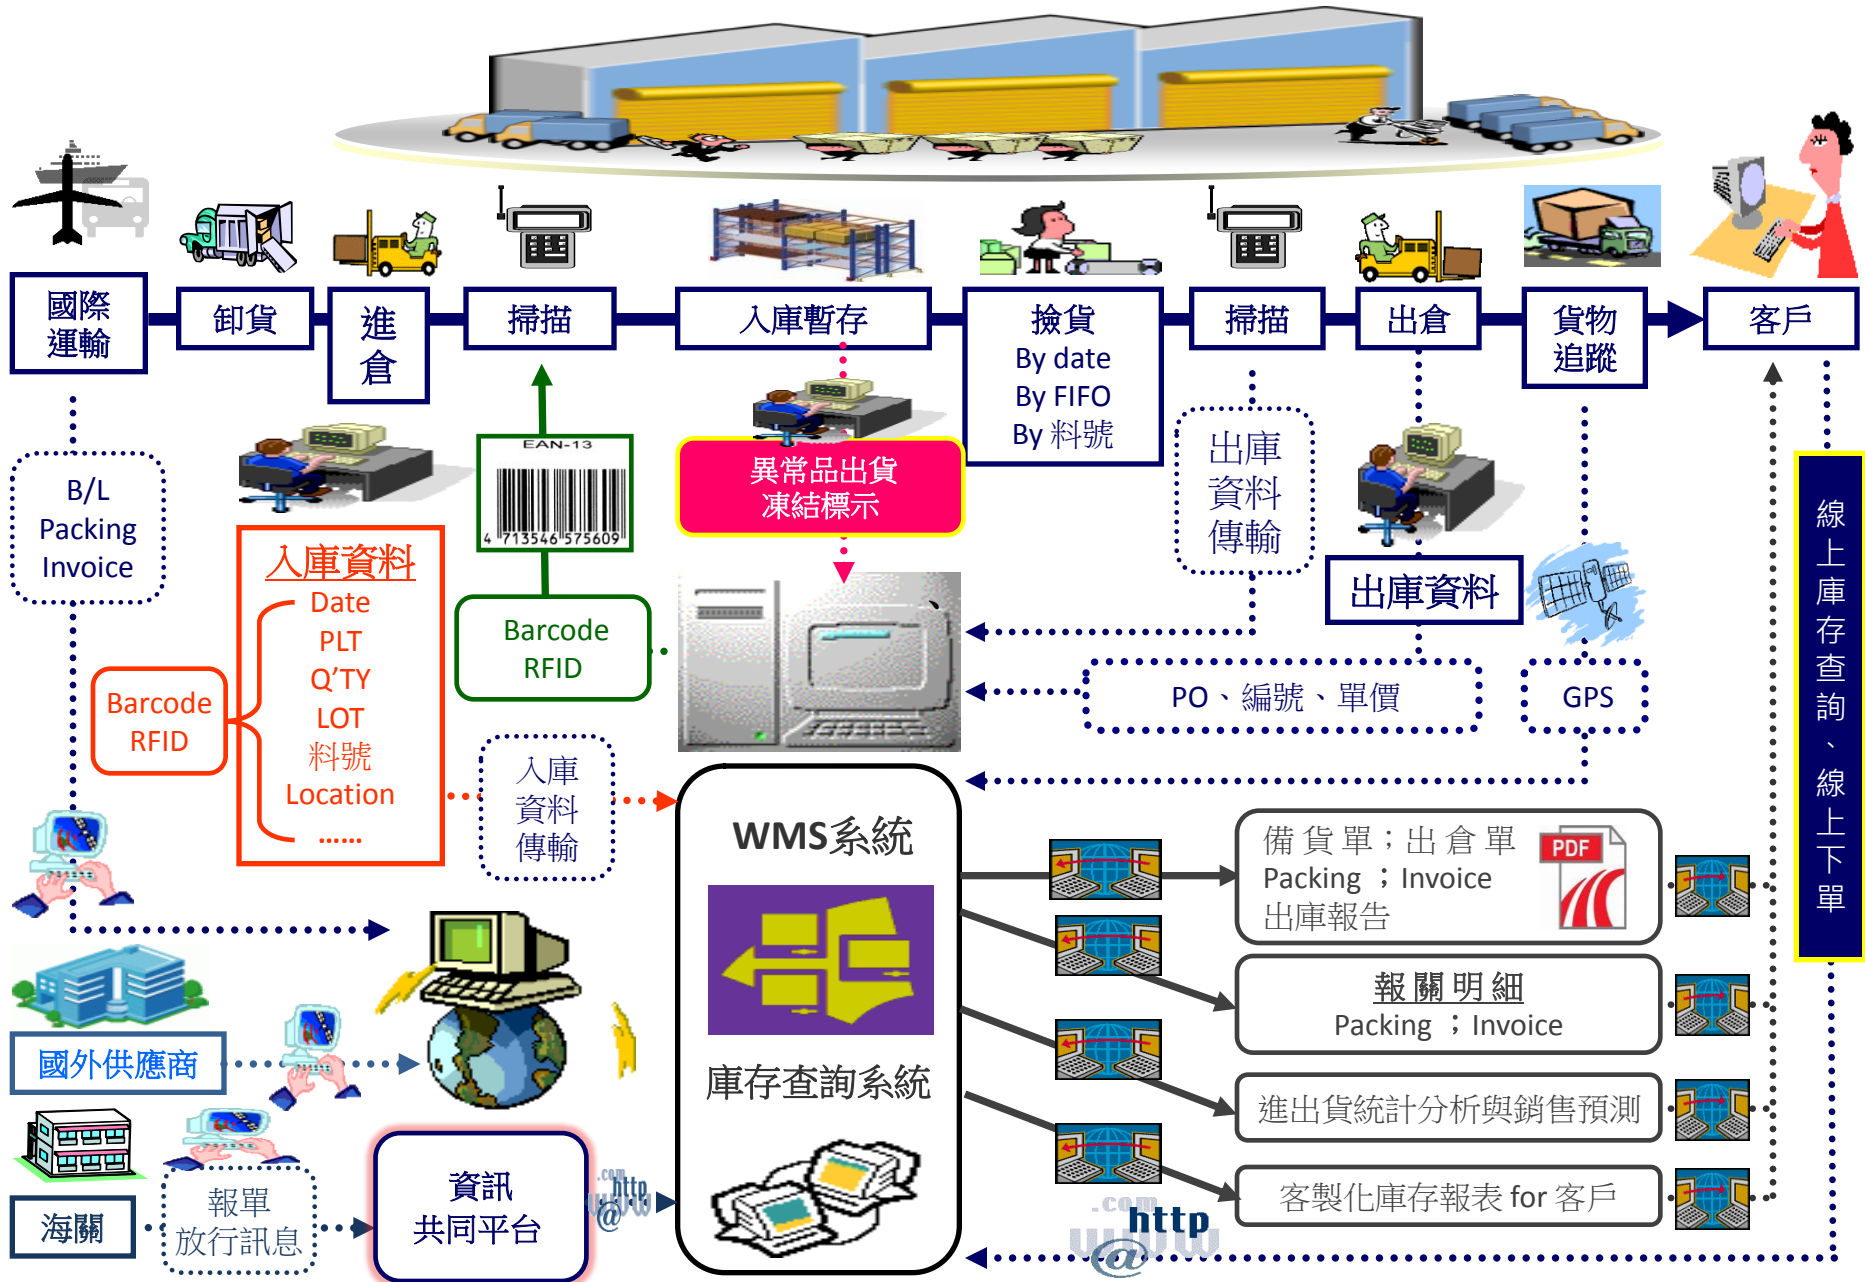 國際
運輸
卸貨
進
倉
掃描
入庫暫存
撿貨
By date
By FIFO
By 料號
掃描
出倉
貨物
追蹤
客戶
B/L
Packing
Invoice
EAN-13
4 713546 575609
異常品出貨
凍結標示
出庫
資料
傳輸
出庫資料
線上庫存查詢、線上下單
入庫資料
Date
PLT
Q'TY
LOT
料號
Location
......
Barcode
RFID
Barcode
RFID
PO、編號、單價
GPS
入庫
資料
傳輸
WMS系統
庫存查詢系統
備貨單；出倉單
Packing ；Invoice
出庫報告
PDF
報關明細
Packing ；Invoice
進出貨統計分析與銷售預測
客製化庫存報表 for 客戶
國外供應商
海關
報單
放行訊息
資訊
共同平台
.com
http
www
@
.com
http
www
@